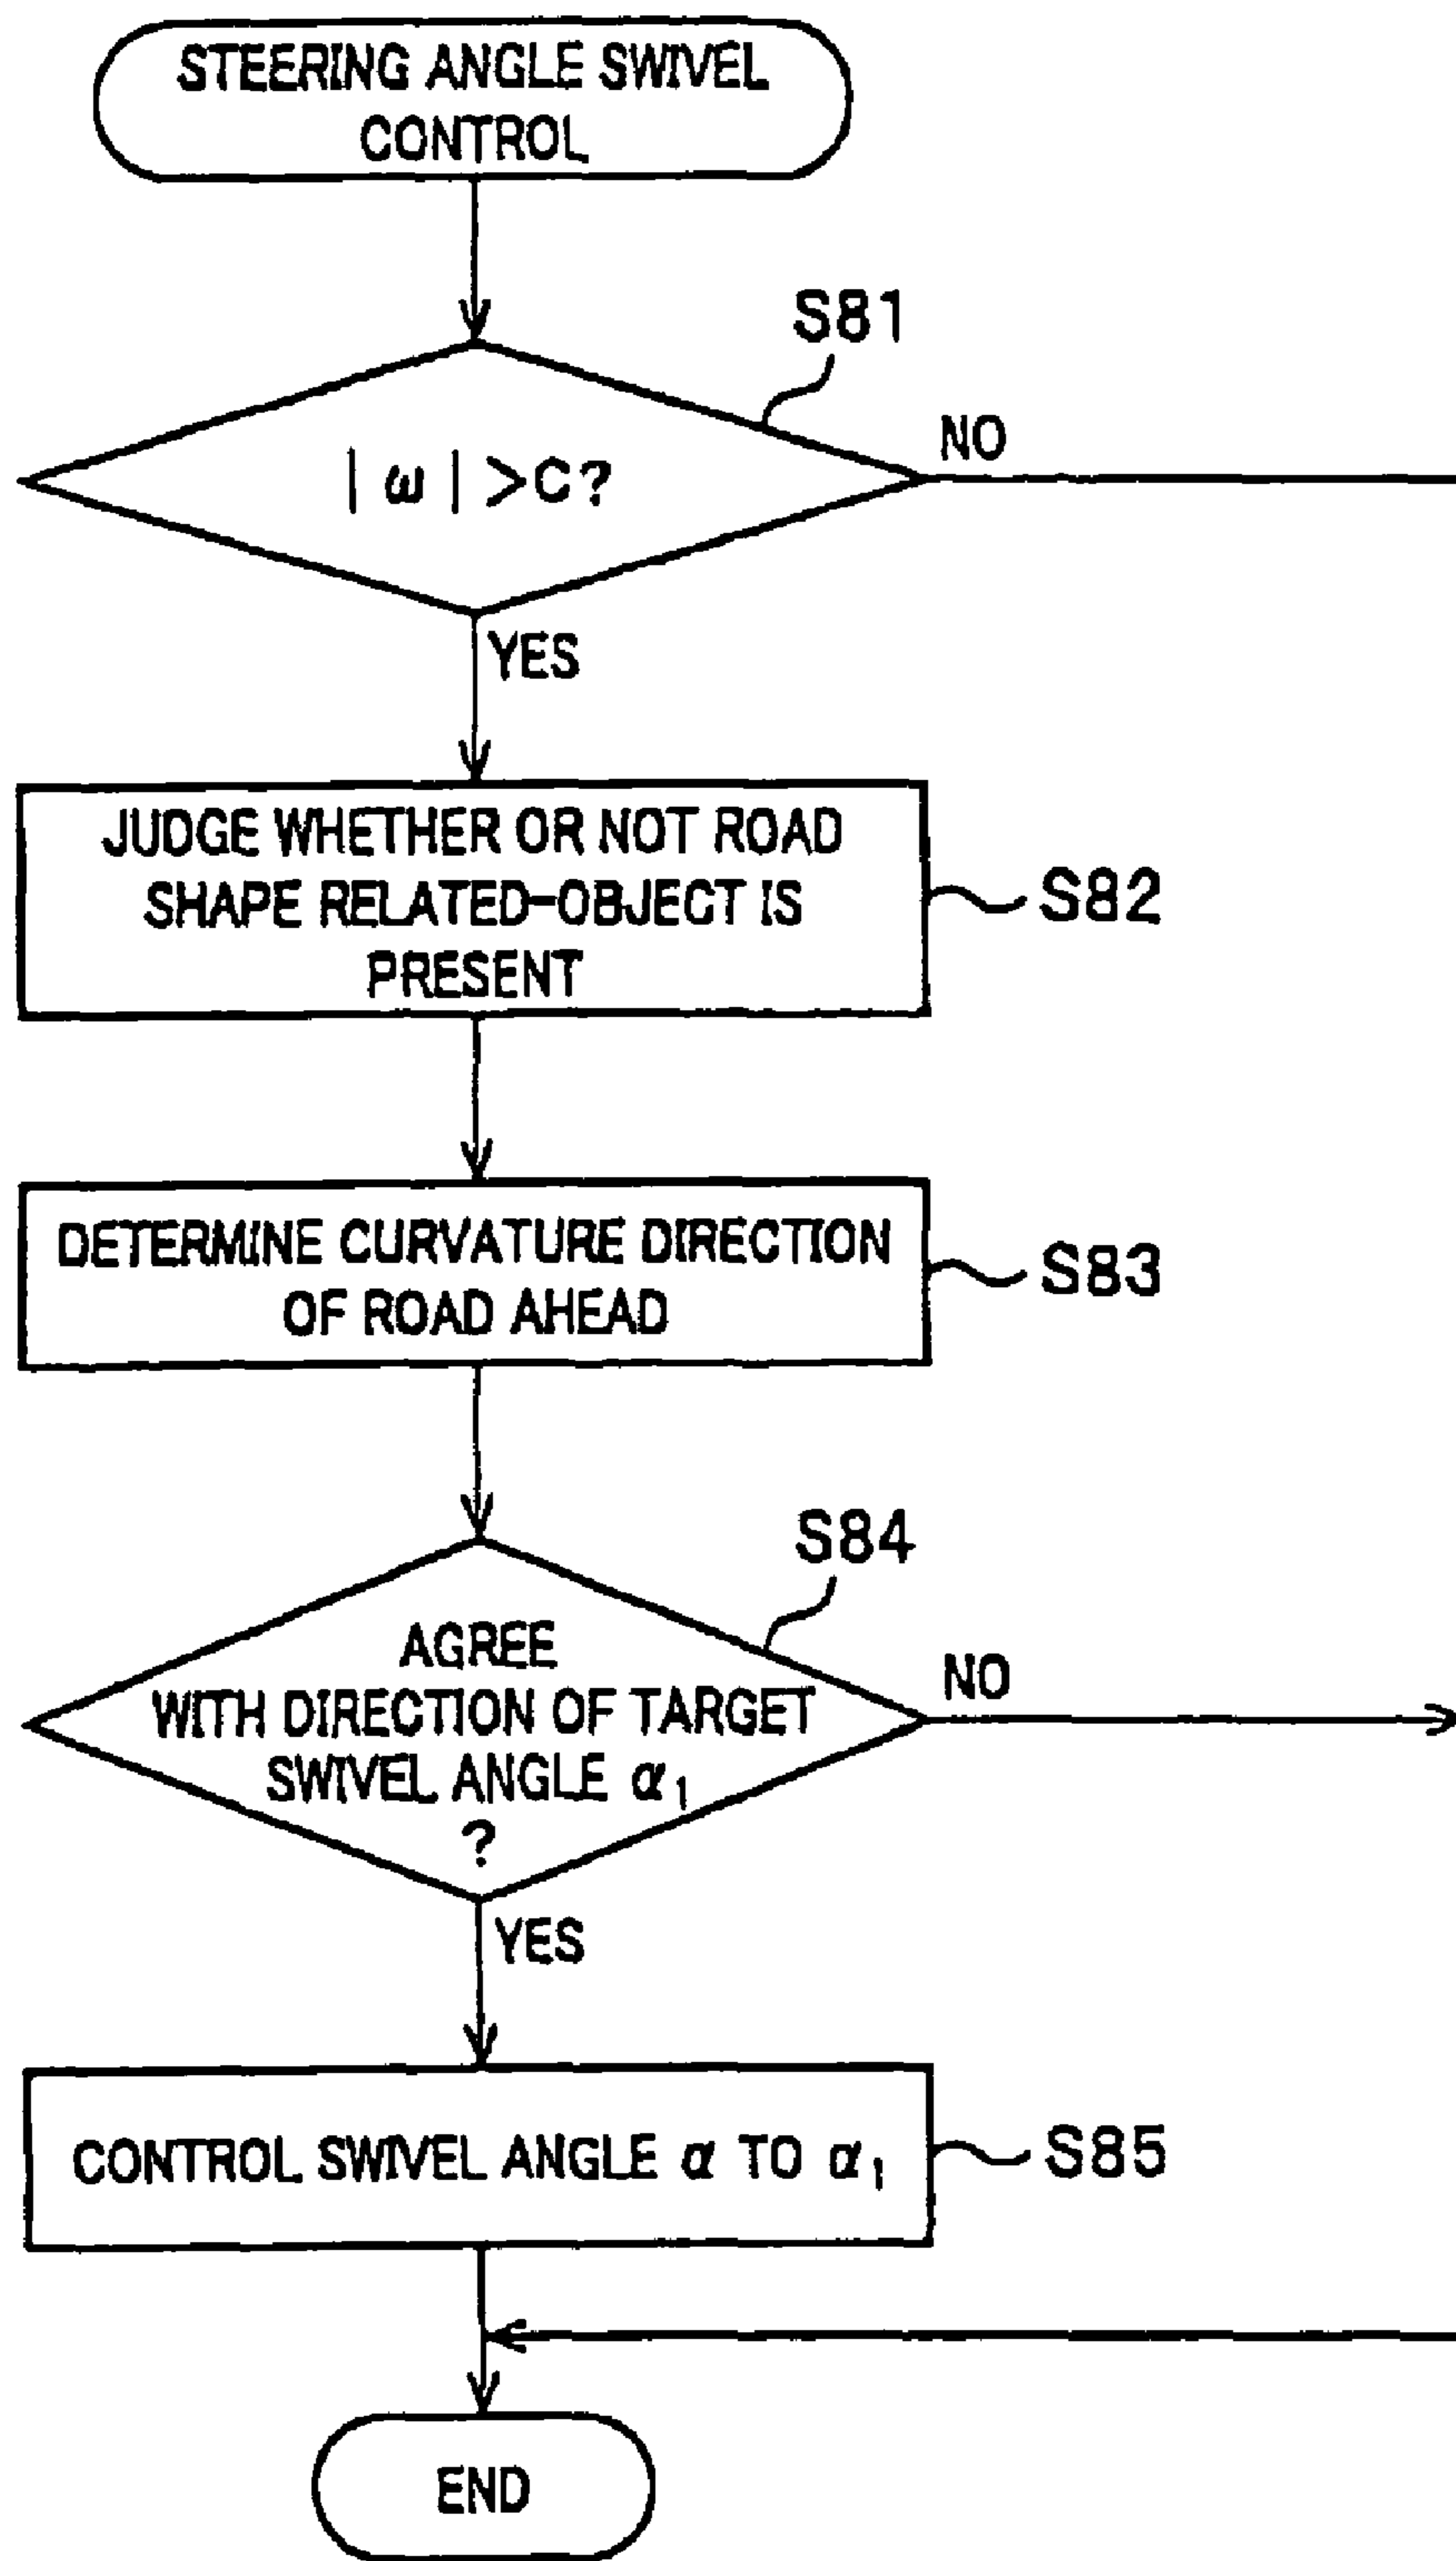 STEERING ANGLE SWIVEL
CONTROL
S81
| ω | >C?
NO
YES
JUDGE WHETHER OR NOT ROAD
SHAPE RELATED-OBJECT IS
PRESENT
S82
DETERMINE CURVATURE DIRECTION
OF ROAD AHEAD
S83
S84
AGREE
WITH DIRECTION OF TARGET
SWIVEL ANGLE α₁
?
NO
YES
CONTROL SWIVEL ANGLE α TO α₁
S85
END